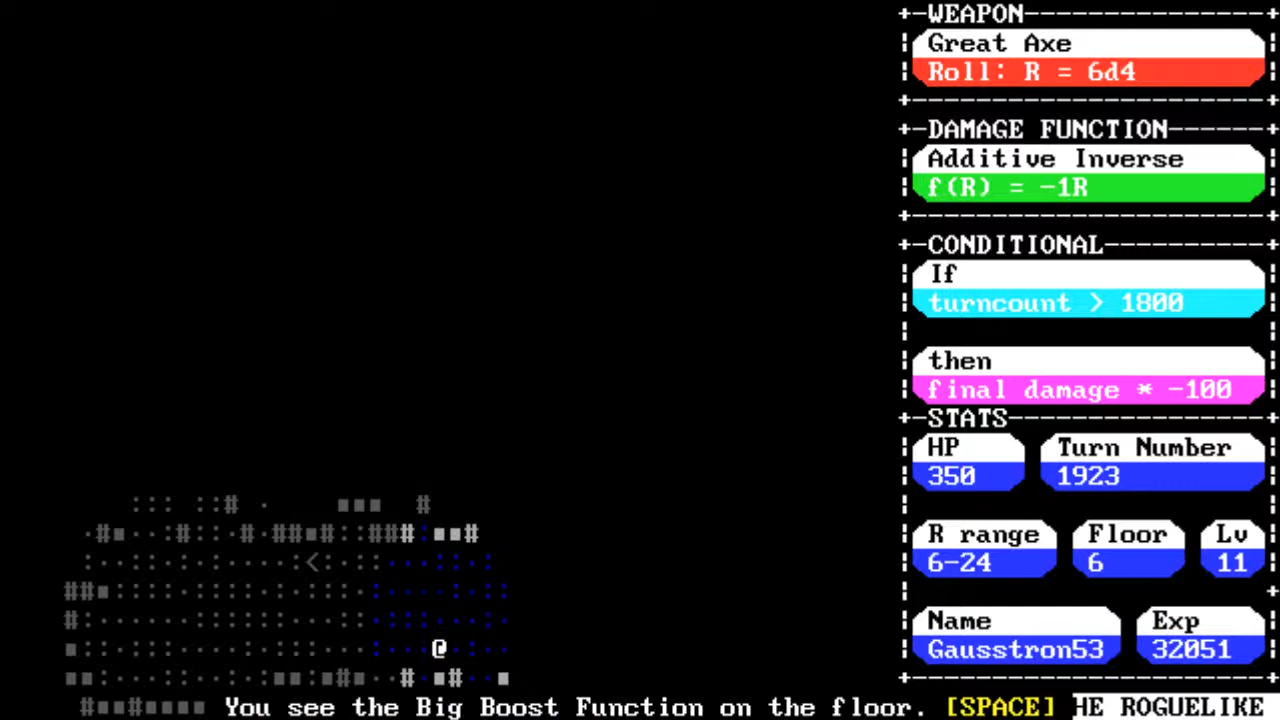 WEAPON
Great Axe
Roll: R = 6d4
DAMAGE FUNCTION
Additive Inverse
f(R) = -1R
CONDITIONAL
If
turncount > 1800
then
final damage * -100
STATS
HP Turn Number
350 1923
R range Floor Lv
6-24 6 11
Name Exp
Gausstron53 32051
You see the Big Boost Function on the floor. [SPACE] HE ROGUELIKE